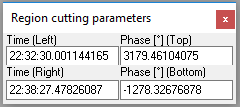 Region cutting parameters
Time (Left) Phase [°] (Top)
22:32:30.001144165 3179.46104075
Time (Right) Phase [°] (Bottom)
22:38:27.47826087 -1278.32676878